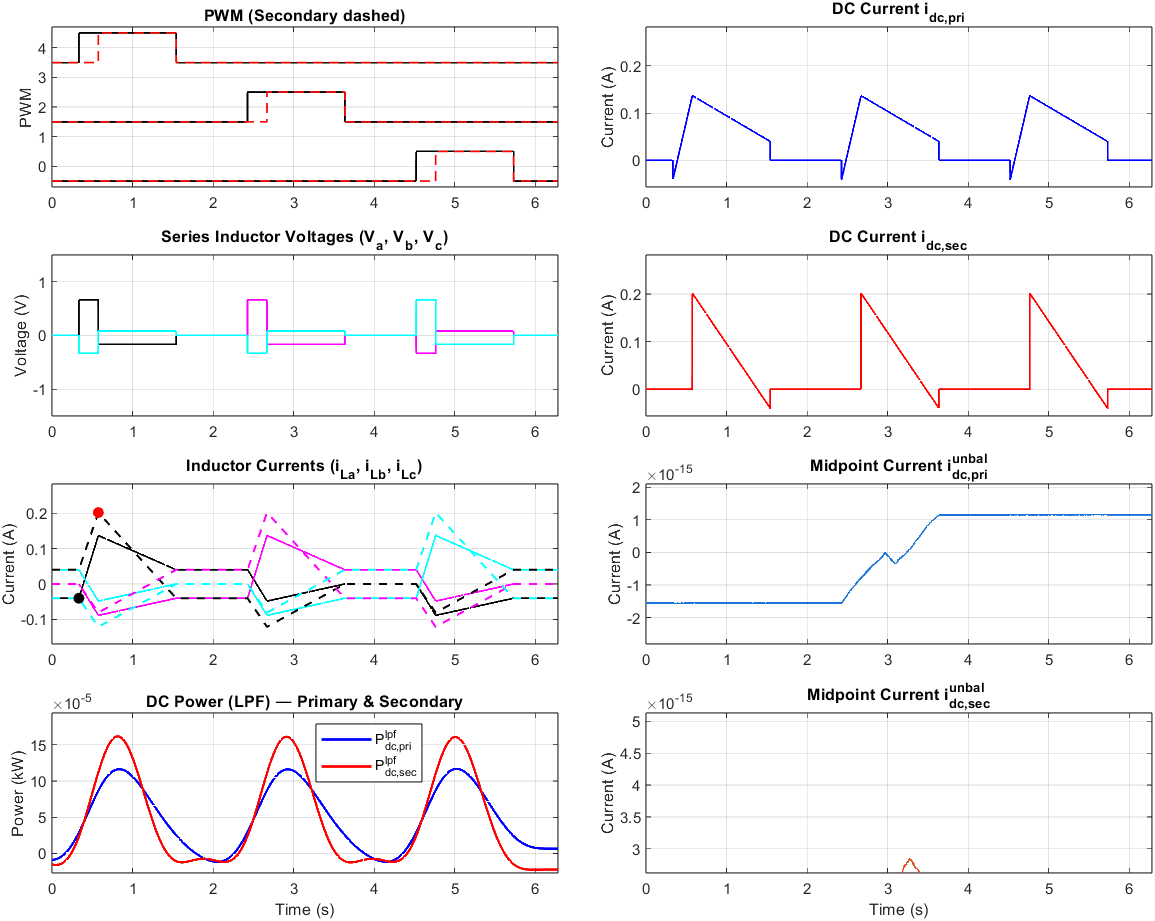 PWM (Secondary dashed)
PWM
4
3
2
1
0
0 1 2 3 4 5 6
DC Current i_dc,pri
Current (A)
0.2
0.1
0
0 1 2 3 4 5 6
Series Inductor Voltages (V_a, V_b, V_c)
Voltage (V)
1
0
-1
0 1 2 3 4 5 6
DC Current i_dc,sec
Current (A)
0.2
0.1
0
0 1 2 3 4 5 6
Inductor Currents (i_La, i_Lb, i_Lc)
Current (A)
0.2
0.1
0
-0.1
0 1 2 3 4 5 6
Midpoint Current i_dc,pri^unbal
×10^-15
Current (A)
2
1
0
-1
-2
0 1 2 3 4 5 6
DC Power (LPF) — Primary & Secondary
×10^-5
Power (kW)
15
10
5
0
P_dc,pri^lpf
P_dc,sec^lpf
0 1 2 3 4 5 6
Time (s)
Midpoint Current i_dc,sec^unbal
×10^-15
Current (A)
5
4.5
4
3.5
3
0 1 2 3 4 5 6
Time (s)